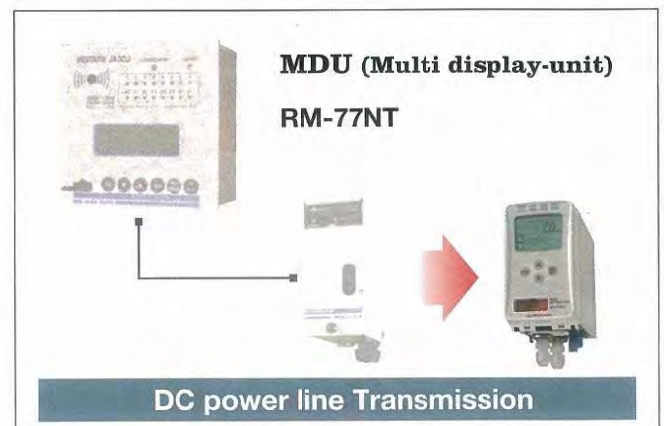 MDU (Multi display-unit)
RM-77NT
DC power line Transmission